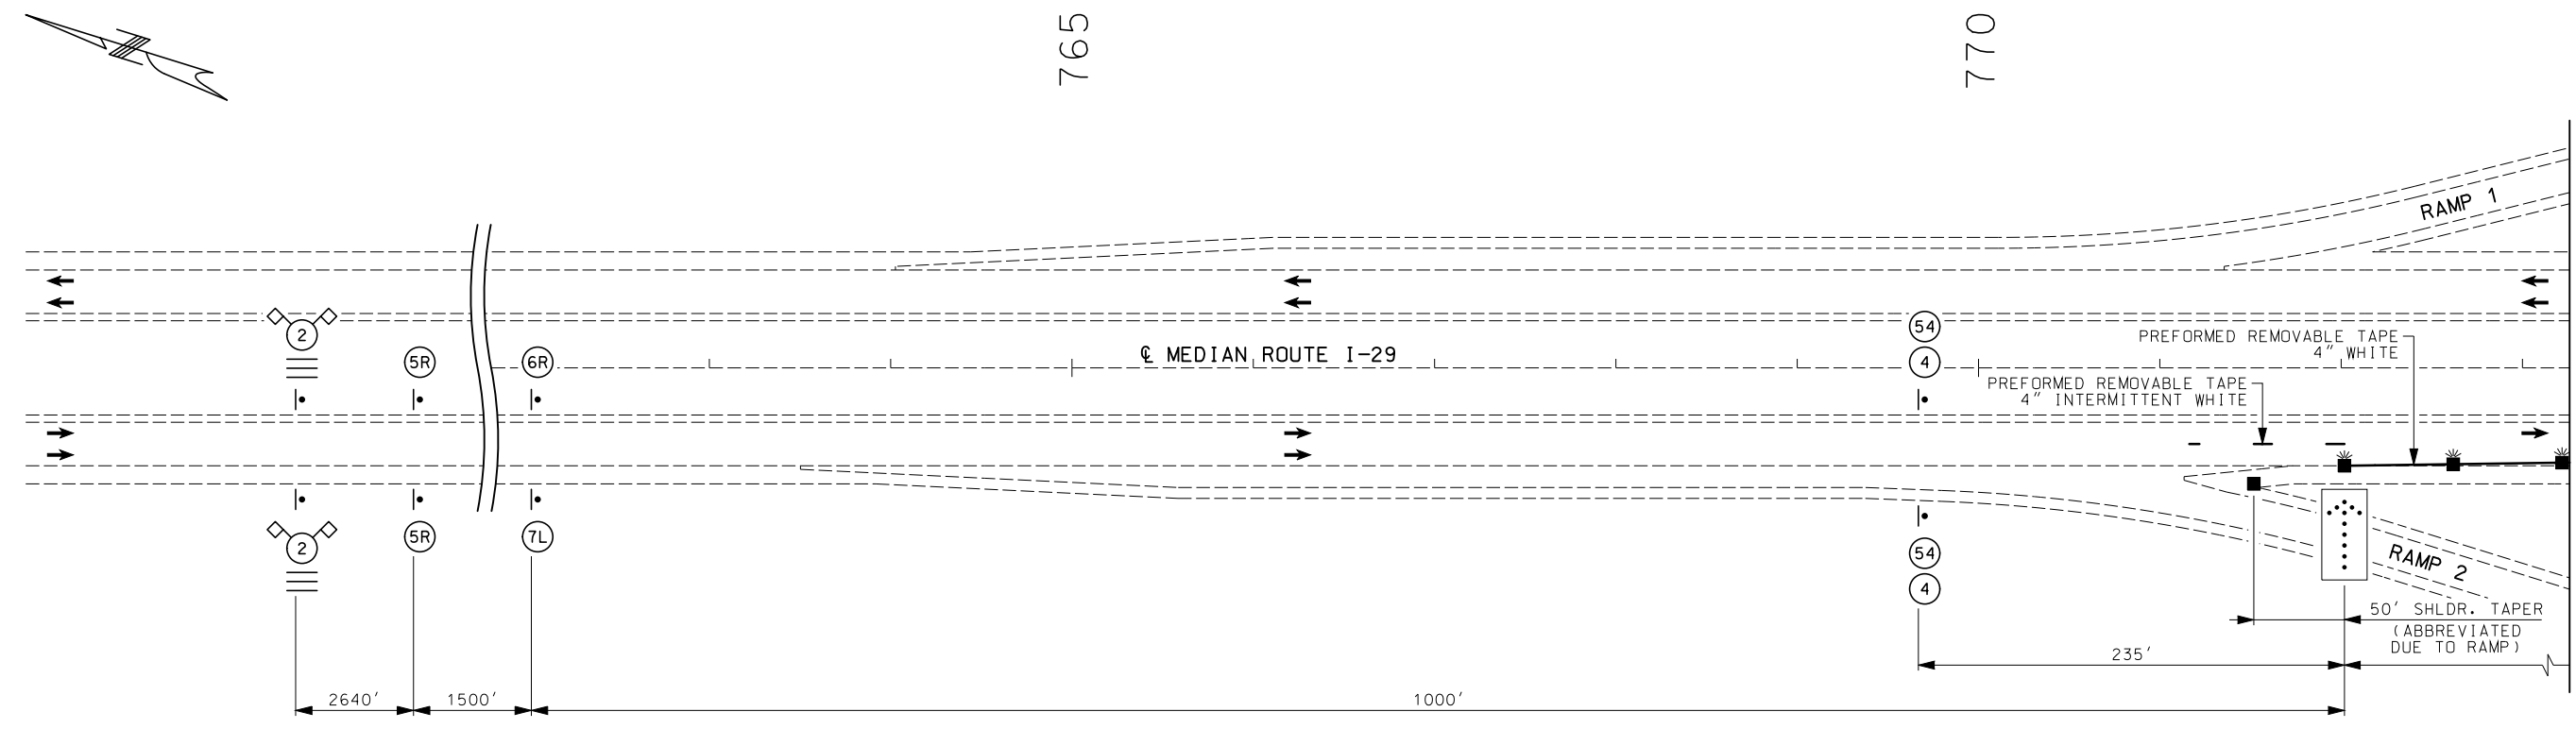 765
770
RAMP 1
2
5R
6R
℄ MEDIAN ROUTE I-29
54
4
PREFORMED REMOVABLE TAPE
4" WHITE
PREFORMED REMOVABLE TAPE
4" INTERMITTENT WHITE
2
5R
7L
54
4
RAMP 2
50' SHLDR. TAPER
(ABBREVIATED
DUE TO RAMP)
235'
2640'
1500'
1000'